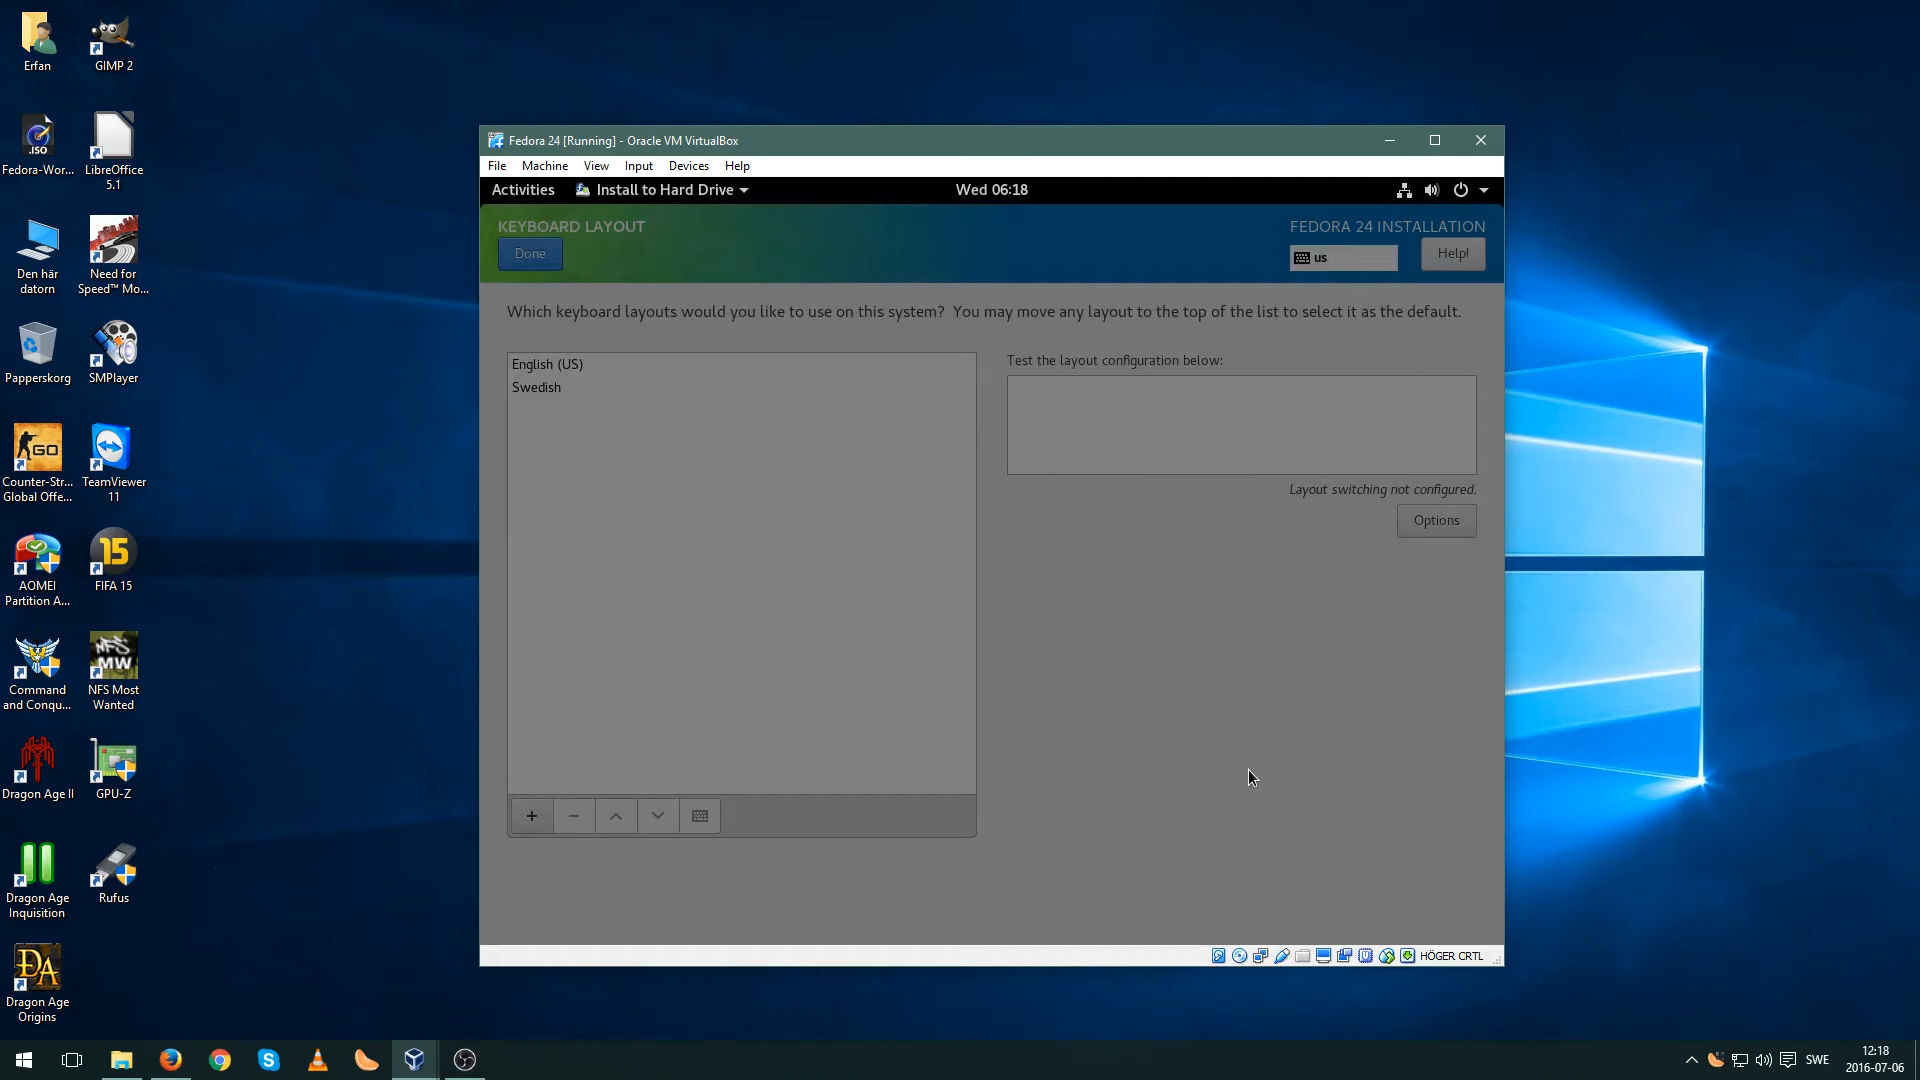 Erfan
GIMP 2
Fedora-Wor...
LibreOffice
5.1
Den här
datorn
Need for
Speed™ Mo...
Papperskorg
SMPlayer
Counter-Str...
Global Offe...
TeamViewer
11
AOMEI
Partition A...
FIFA 15
Command
and Conqu...
NFS Most
Wanted
Dragon Age II
GPU-Z
Dragon Age
Inquisition
Rufus
Dragon Age
Origins
Fedora 24 [Running] - Oracle VM VirtualBox
File Machine View Input Devices Help
Activities Install to Hard Drive Wed 06:18
KEYBOARD LAYOUT
FEDORA 24 INSTALLATION
Done
us
Help!
Which keyboard layouts would you like to use on this system? You may move any layout to the top of the list to select it as the default.
English (US)
Swedish
Test the layout configuration below:
Layout switching not configured.
Options
HÖGER CRTL
SWE
12:18
2016-07-06
.ISO
GO
15
NFS
MW
DA